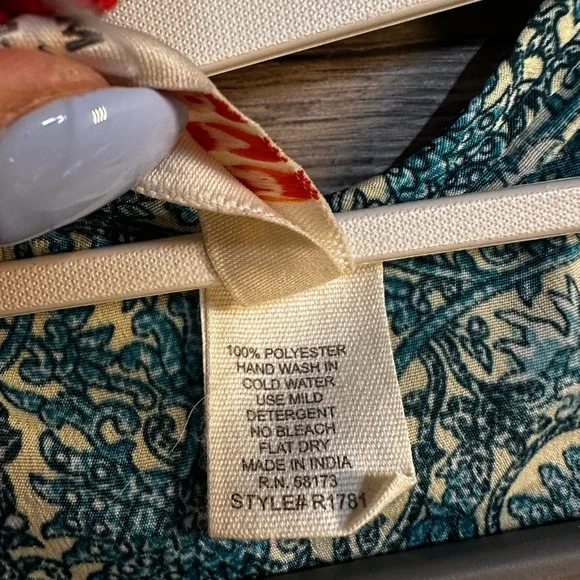 100% POLYESTER
HAND WASH IN
COLD WATER
USE MILD
DETERGENT
NO BLEACH
FLAT DRY
MADE IN INDIA
R.N. 58173
STYLE# R1781